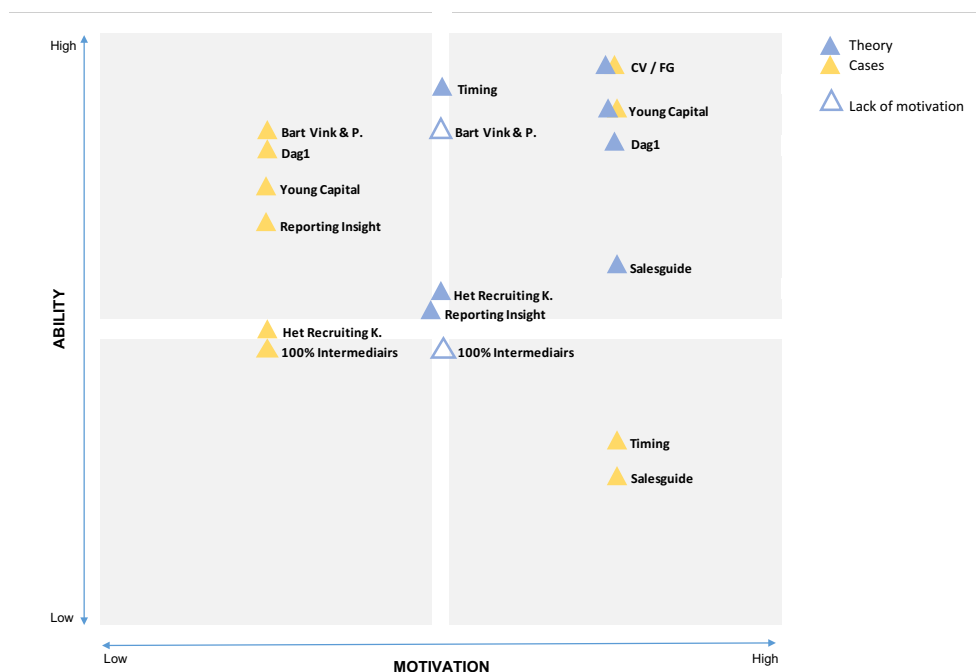 High
Theory
Cases
Lack of motivation
CV / FG
Timing
Young Capital
Bart Vink & P.
Bart Vink & P.
Dag1
Dag1
Young Capital
Reporting Insight
Salesguide
Het Recruiting K.
Reporting Insight
Het Recruiting K.
100% Intermediairs
100% Intermediairs
Timing
Salesguide
ABILITY
Low
Low
High
MOTIVATION